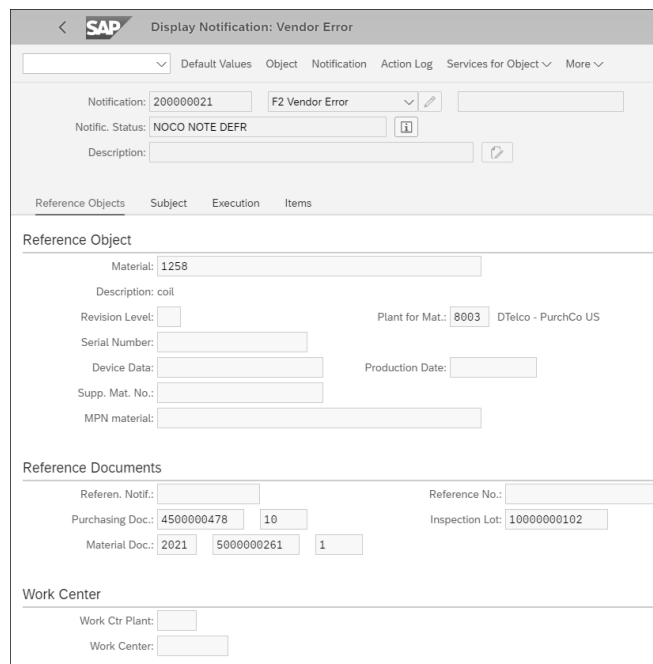 SAP Display Notification: Vendor Error
Default Values Object Notification Action Log Services for Object More
Notification: 200000021 F2 Vendor Error
Notific. Status: NOCO NOTE DEFR
Description:
Reference Objects Subject Execution Items
Reference Object
Material: 1258
Description: coil
Revision Level: Plant for Mat.: 8003 DTelco - PurchCo US
Serial Number:
Device Data: Production Date:
Supp. Mat. No.:
MPN material:
Reference Documents
Referen. Notif.: Reference No.:
Purchasing Doc.: 4500000478 10 Inspection Lot: 10000000102
Material Doc.: 2021 5000000261 1
Work Center
Work Ctr Plant:
Work Center: